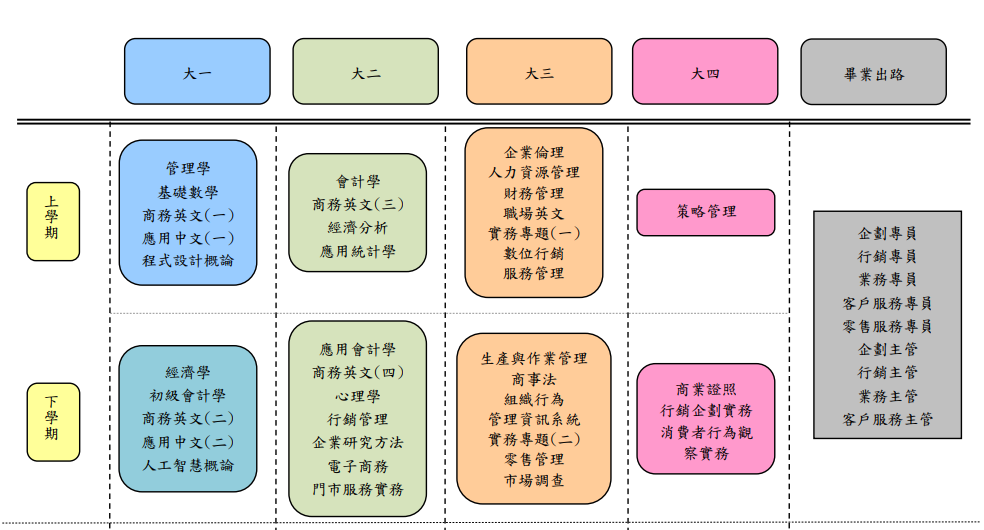 大一
大二
大三
大四
畢業出路
上
學
期
管理學
基礎數學
商務英文(一)
應用中文(一)
程式設計概論
會計學
商務英文(三)
經濟分析
應用統計學
企業倫理
人力資源管理
財務管理
職場英文
實務專題(一)
數位行銷
服務管理
策略管理
下
學
期
經濟學
初級會計學
商務英文(二)
應用中文(二)
人工智慧概論
應用會計學
商務英文(四)
心理學
行銷管理
企業研究方法
電子商務
門市服務實務
生產與作業管理
商事法
組織行為
管理資訊系統
實務專題(二)
零售管理
市場調查
商業證照
行銷企劃實務
消費者行為觀
察實務
企劃專員
行銷專員
業務專員
客戶服務專員
零售服務專員
企劃主管
行銷主管
業務主管
客戶服務主管